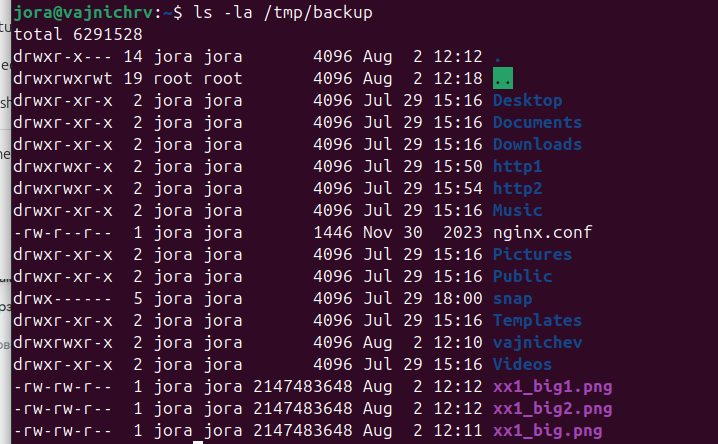 jora@vajnichrv:~$ ls -la /tmp/backup
total 6291528
drwxr-x--- 14 jora jora       4096 Aug  2 12:12 .
drwxrwxrwt 19 root root       4096 Aug  2 12:18 ..
drwxr-xr-x  2 jora jora       4096 Jul 29 15:16 Desktop
drwxr-xr-x  2 jora jora       4096 Jul 29 15:16 Documents
drwxr-xr-x  2 jora jora       4096 Jul 29 15:16 Downloads
drwxrwxr-x  2 jora jora       4096 Jul 29 15:50 http1
drwxrwxr-x  2 jora jora       4096 Jul 29 15:54 http2
drwxr-xr-x  2 jora jora       4096 Jul 29 15:16 Music
-rw-r--r--  1 jora jora       1446 Nov 30  2023 nginx.conf
drwxr-xr-x  2 jora jora       4096 Jul 29 15:16 Pictures
drwxr-xr-x  2 jora jora       4096 Jul 29 15:16 Public
drwx------  5 jora jora       4096 Jul 29 18:00 snap
drwxr-xr-x  2 jora jora       4096 Jul 29 15:16 Templates
drwxrwxr-x  2 jora jora       4096 Aug  2 12:10 vajnichev
drwxr-xr-x  2 jora jora       4096 Jul 29 15:16 Videos
-rw-rw-r--  1 jora jora 2147483648 Aug  2 12:12 xx1_big1.png
-rw-rw-r--  1 jora jora 2147483648 Aug  2 12:12 xx1_big2.png
-rw-rw-r--  1 jora jora 2147483648 Aug  2 12:11 xx1_big.png